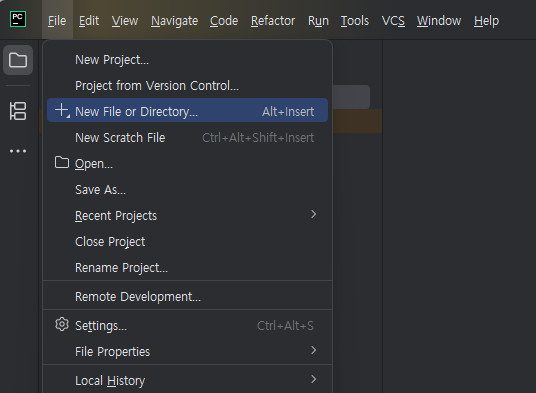 PC File Edit View Navigate Code Refactor Run Tools VCS Window Help
New Project...
Project from Version Control...
New File or Directory... Alt+Insert
New Scratch File Ctrl+Alt+Shift+Insert
Open...
Save As...
Recent Projects
Close Project
Rename Project...
Remote Development...
Settings... Ctrl+Alt+S
File Properties
Local History